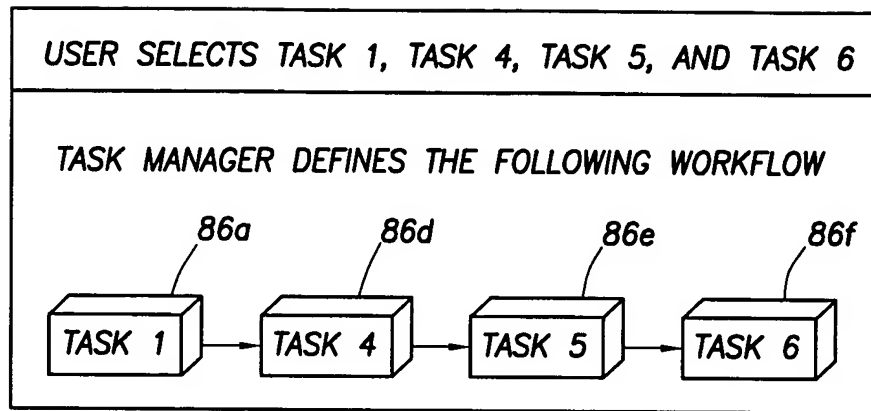 USER SELECTS TASK 1, TASK 4, TASK 5, AND TASK 6
TASK MANAGER DEFINES THE FOLLOWING WORKFLOW
86a 86d 86e 86f
TASK 1 TASK 4 TASK 5 TASK 6